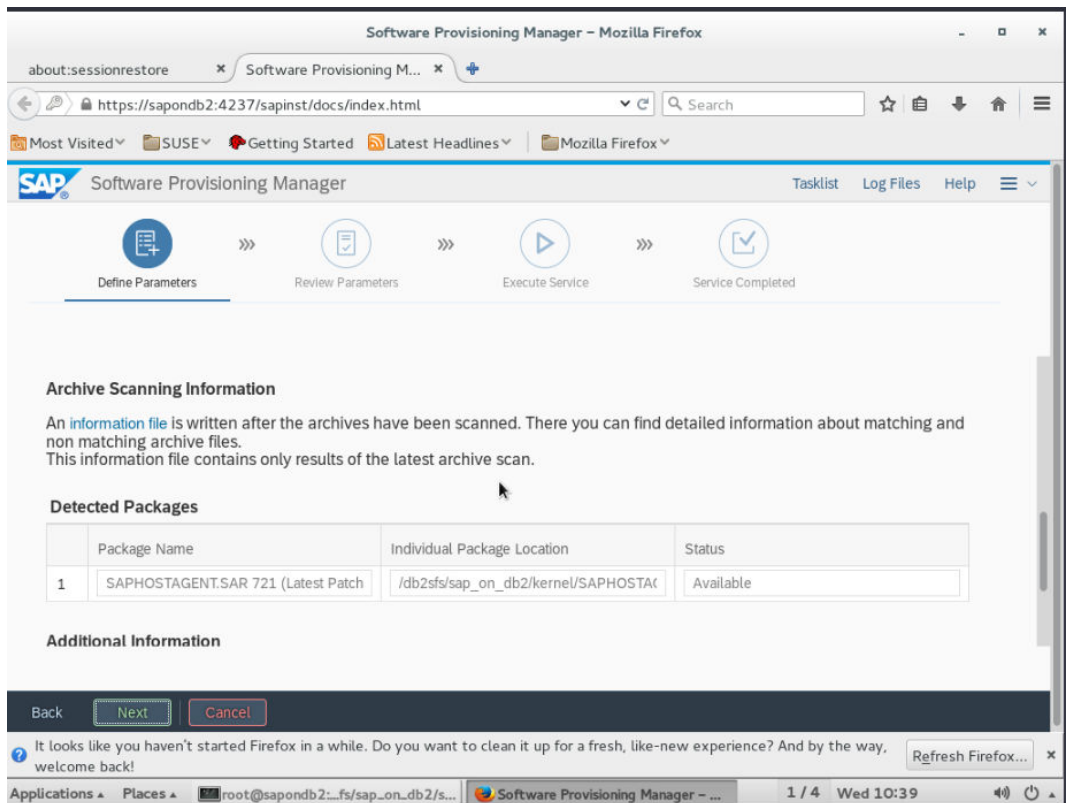 Software Provisioning Manager – Mozilla Firefox
about:sessionrestore
Software Provisioning M...
https://sapondb2:4237/sapinst/docs/index.html
Search
Most Visited
SUSE
Getting Started
Latest Headlines
Mozilla Firefox
SAP
Software Provisioning Manager
Tasklist
Log Files
Help
Define Parameters
Review Parameters
Execute Service
Service Completed
Archive Scanning Information
An information file is written after the archives have been scanned. There you can find detailed information about matching and
non matching archive files.
This information file contains only results of the latest archive scan.
Detected Packages
Package Name
Individual Package Location
Status
1
SAPHOSTAGENT.SAR 721 (Latest Patch
/db2sfs/sap_on_db2/kernel/SAPHOSTA(
Available
Additional Information
Back
Next
Cancel
It looks like you haven't started Firefox in a while. Do you want to clean it up for a fresh, like-new experience? And by the way,
welcome back!
Refresh Firefox...
Applications
Places
root@sapondb2:..._fs/sap_on_db2/s...
Software Provisioning Manager – ...
1 / 4
Wed 10:39